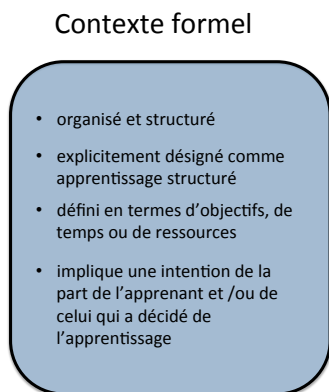 Contexte formel
• organisé et structuré
• explicitement désigné comme
apprentissage structuré
• défini en termes d'objectifs, de
temps ou de ressources
• implique une intention de la
part de l'apprenant et /ou de
celui qui a décidé de
l'apprentissage